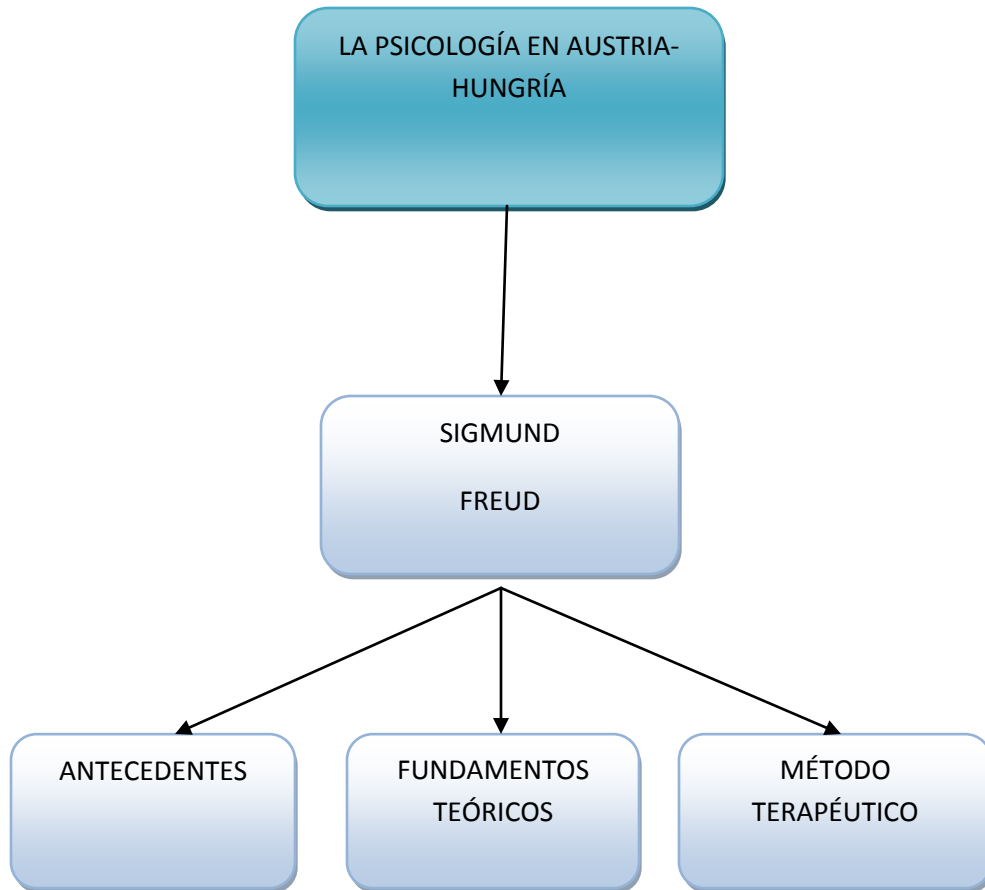 LA PSICOLOGÍA EN AUSTRIA-
HUNGRÍA
SIGMUND
FREUD
ANTECEDENTES
FUNDAMENTOS
TEÓRICOS
MÉTODO
TERAPÉUTICO